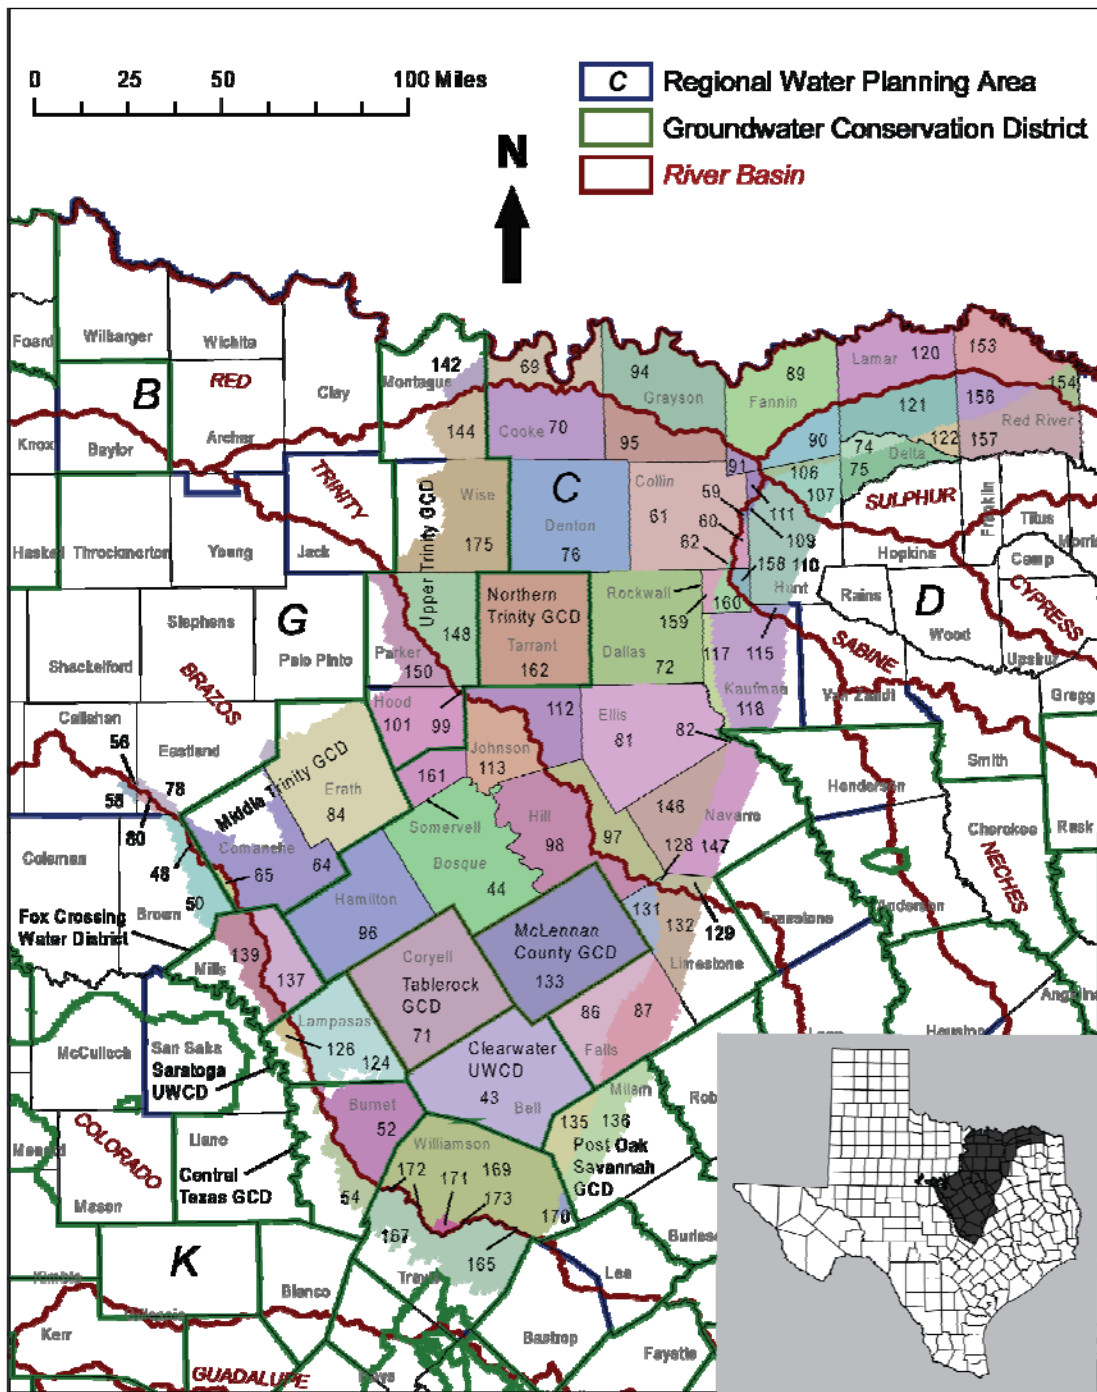 0 25 50 100 Miles
C Regional Water Planning Area
Groundwater Conservation District
River Basin
N
Foard
Wilbarger
Wichita
Clay
Montague
142
69
94
Grayson
89
Fannin
Lamar 120
153
154
B
RED
Knox
Baylor
Archer
144
Cooke 70
95
90
121
156
Red River
157
122
74
Delta
75
91
106
107
TRINITY
Upper Trinity GCD
Wise
175
C
Denton
76
Collin
59
61
60
62
111
109
158 110
Hunt
SULPHUR
Franklin
Titus
Morris
Camp
Hopkins
Haskell
Throckmorton
Young
Jack
Rains
D
Wood
CYPRESS
Upshur
Gregg
Stephens
G
Palo Pinto
Shackelford
BRAZOS
Parker
150
148
Northern
Trinity GCD
Tarrant
162
Rockwall
159
160
Dallas
72
117
115
Kaufman
118
SABINE
Van Zandt
Callahan
Eastland
56
58
78
80
48
50
Hood
101
99
112
Johnson
113
Ellis
81
82
Smith
Henderson
Middle Trinity GCD
Erath
84
161
Somervell
Hill
98
97
146
Navarro
128
147
Cherokee
Rusk
NECHES
Anderson
Coleman
Brown
Comanche
65
64
Bosque
44
Hamilton
96
Fox Crossing
Water District
131
132
129
Freestone
Limestone
McLennan
County GCD
133
Coryell
Tablerock
GCD
71
139
Mills
137
Lampasas
126
124
86
87
Falls
Angelina
Houston
Leon
McCulloch
San Saba
Saratoga
UWCD
Clearwater
UWCD
43
Bell
Milam
135
136
Post Oak
Savannah
GCD
Burnet
52
54
Williamson
172
171
169
173
170
COLORADO
Menard
Mason
Llano
Central
Texas GCD
167
165
Travis
Lee
K
Kimble
Gillespie
Blanco
Kerr
GUADALUPE
Hays
Bastrop
Fayette